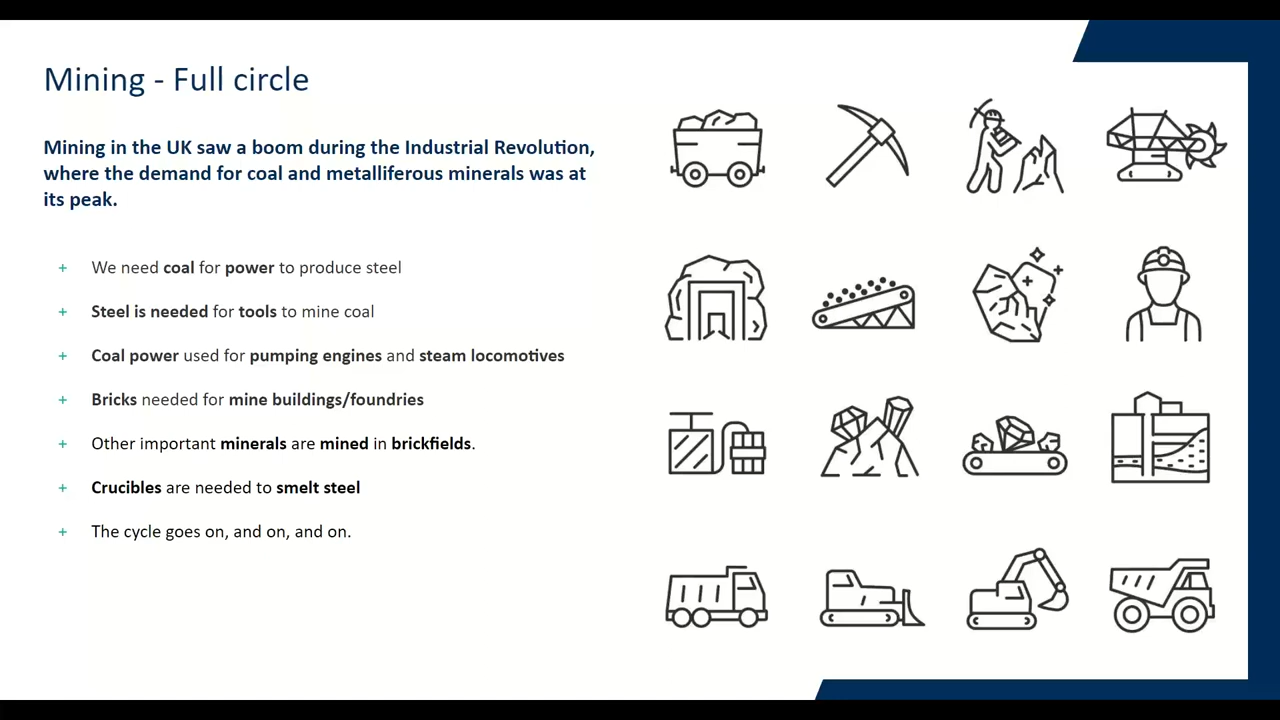 Mining - Full circle
Mining in the UK saw a boom during the Industrial Revolution,
where the demand for coal and metalliferous minerals was at
its peak.
+ We need coal for power to produce steel
+ Steel is needed for tools to mine coal
+ Coal power used for pumping engines and steam locomotives
+ Bricks needed for mine buildings/foundries
+ Other important minerals are mined in brickfields.
+ Crucibles are needed to smelt steel
+ The cycle goes on, and on, and on.